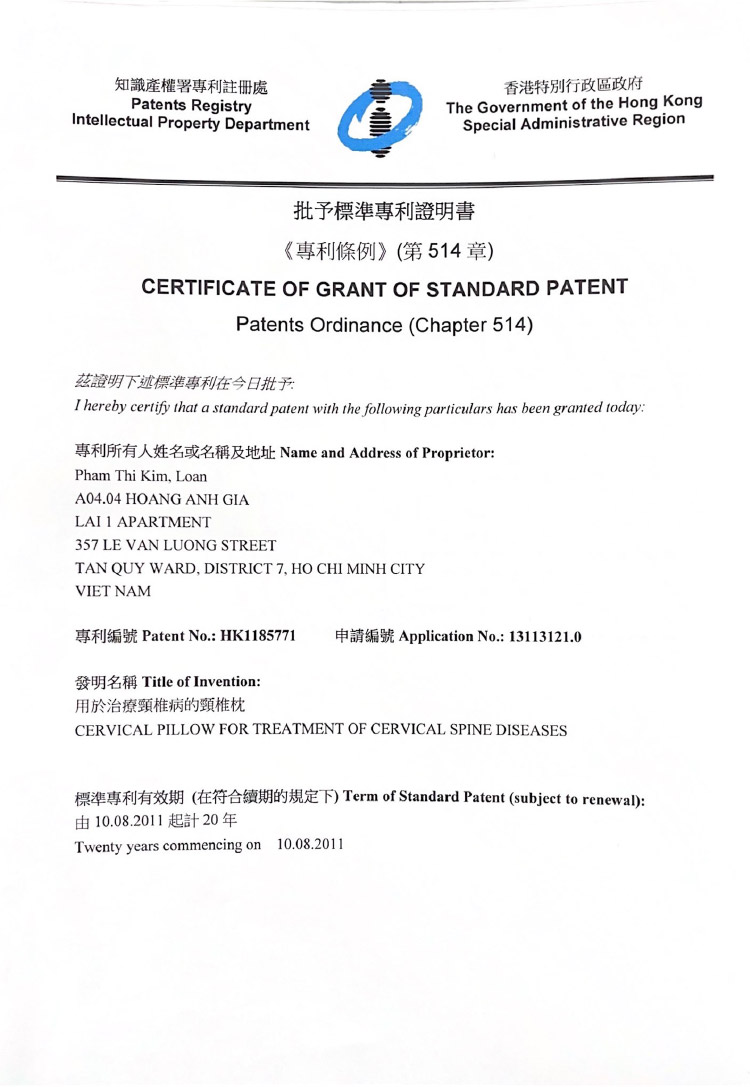 知識產權署專利註冊處
Patents Registry
Intellectual Property Department
香港特別行政區政府
The Government of the Hong Kong
Special Administrative Region
批予標準專利證明書
《專利條例》(第 514 章)
CERTIFICATE OF GRANT OF STANDARD PATENT
Patents Ordinance (Chapter 514)
茲證明下述標準專利在今日批予:
I hereby certify that a standard patent with the following particulars has been granted today:
專利所有人姓名或名稱及地址 Name and Address of Proprietor:
Pham Thi Kim, Loan
A04.04 HOANG ANH GIA
LAI 1 APARTMENT
357 LE VAN LUONG STREET
TAN QUY WARD, DISTRICT 7, HO CHI MINH CITY
VIET NAM
專利編號 Patent No.: HK1185771 申請編號 Application No.: 13113121.0
發明名稱 Title of Invention:
用於治療頸椎病的頸椎枕
CERVICAL PILLOW FOR TREATMENT OF CERVICAL SPINE DISEASES
標準專利有效期 (在符合續期的規定下) Term of Standard Patent (subject to renewal):
由 10.08.2011 起計 20 年
Twenty years commencing on 10.08.2011